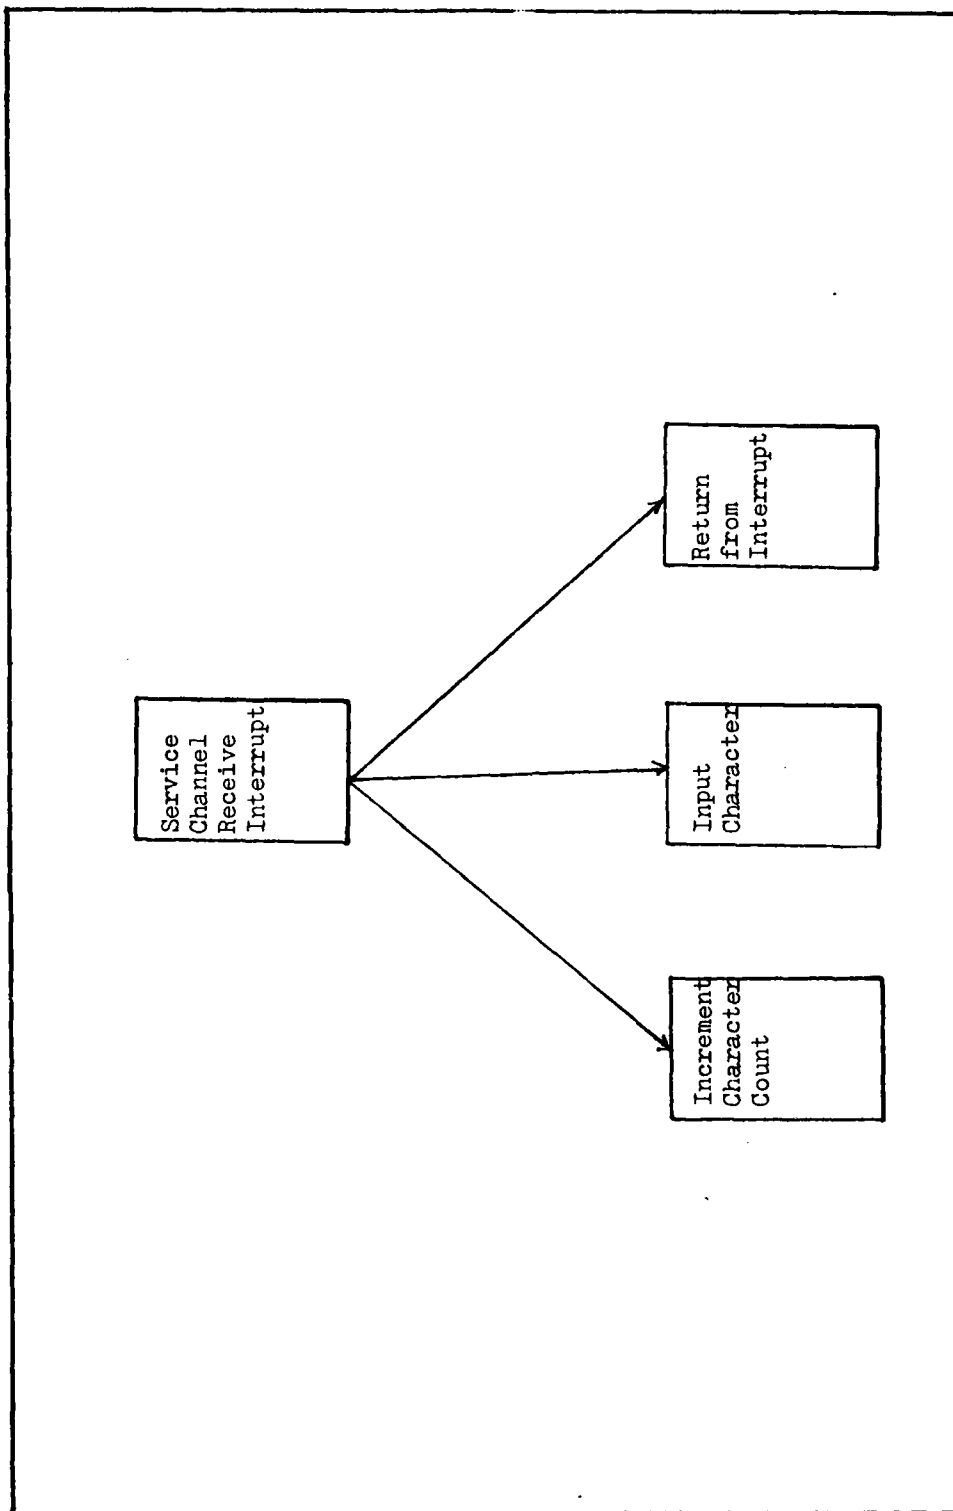 Service
Channel
Receive
Interrupt
Increment
Character
Count
Input
Character
Return
from
Interrupt